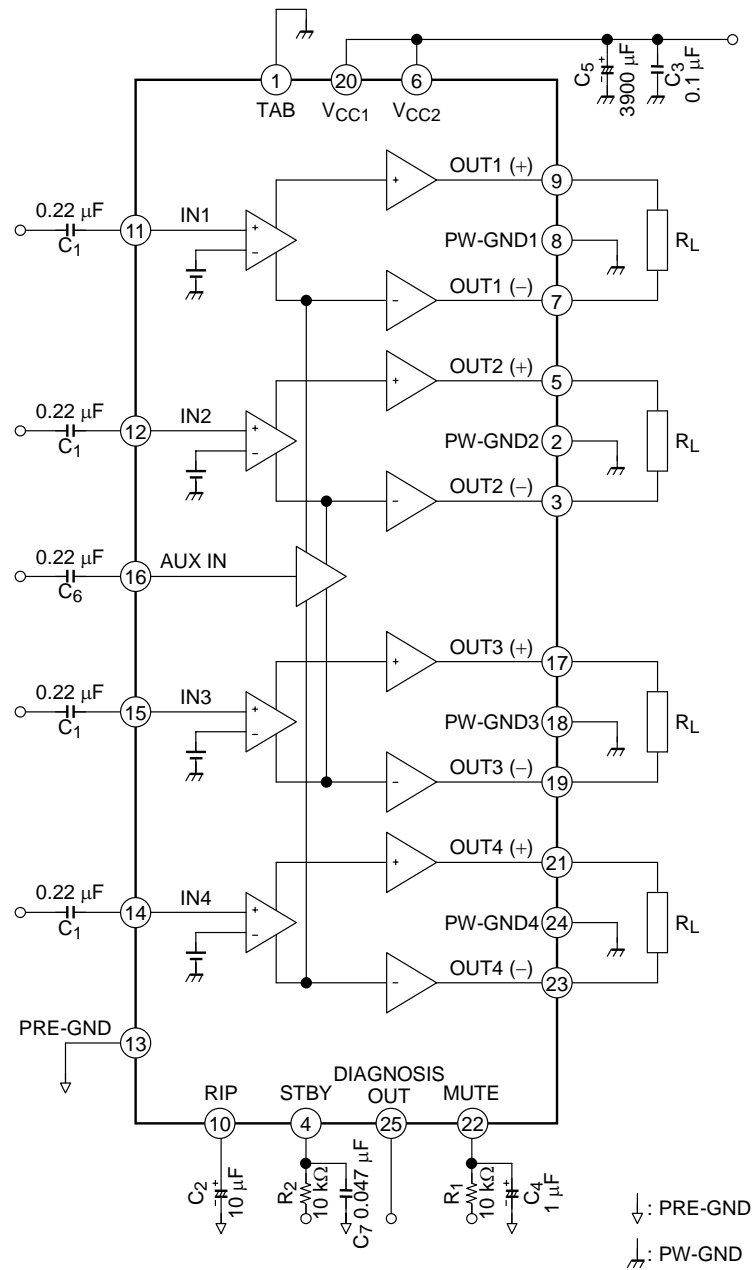 1
TAB
20
VCC1
6
VCC2
C5
3900 µF
C3
0.1 µF
OUT1 (+)
9
0.22 µF
C1
11
IN1
PW-GND1
8
RL
OUT1 (−)
7
OUT2 (+)
5
0.22 µF
C1
12
IN2
PW-GND2
2
RL
OUT2 (−)
3
0.22 µF
C6
16
AUX IN
OUT3 (+)
17
0.22 µF
C1
15
IN3
PW-GND3
18
RL
OUT3 (−)
19
OUT4 (+)
21
0.22 µF
C1
14
IN4
PW-GND4
24
RL
OUT4 (−)
23
PRE-GND
13
RIP
10
STBY
4
DIAGNOSIS
OUT
25
MUTE
22
C2
10 µF
R2
10 kΩ
C7 0.047 µF
R1
10 kΩ
C4
1 µF
: PRE-GND
: PW-GND